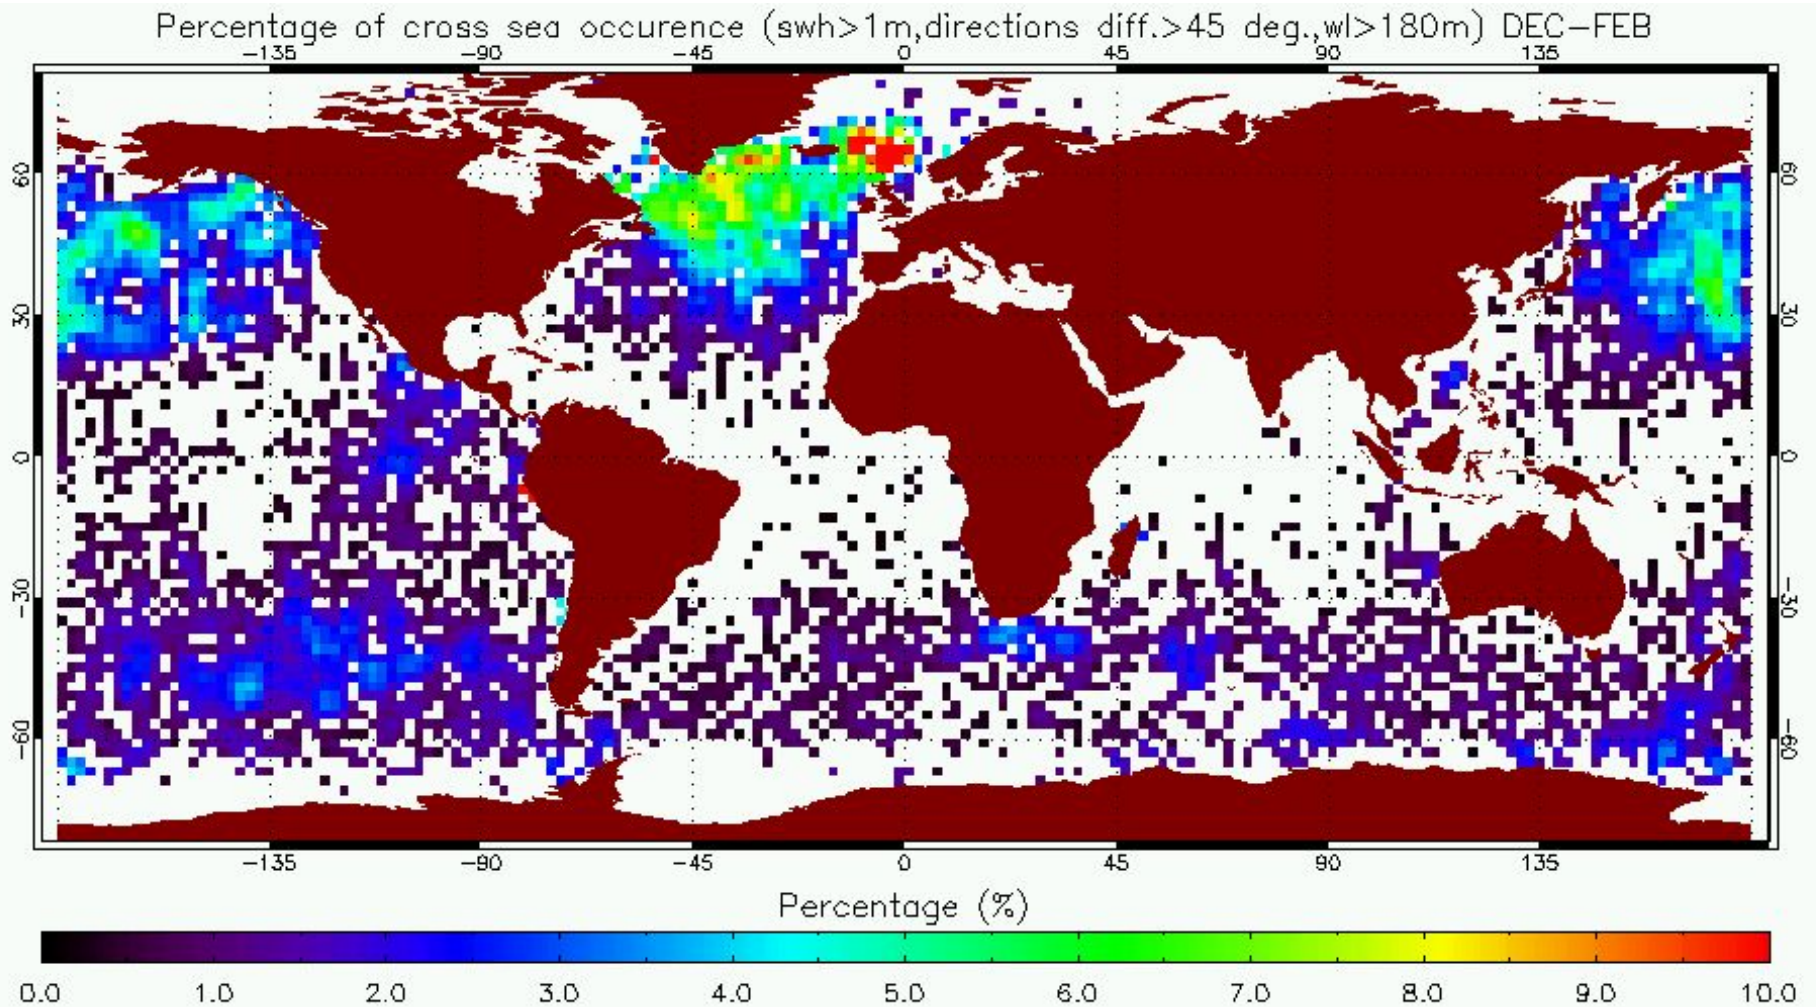 Percentage of cross sea occurence (swh>1m,directions diff.>45 deg.,wl>180m) DEC-FEB
-135 -90 -45 0 45 90 135
60 60
30 30
0 0
-30 -30
-60 -60
-135 -90 -45 0 45 90 135
Percentage (%)
0.0 1.0 2.0 3.0 4.0 5.0 6.0 7.0 8.0 9.0 10.0